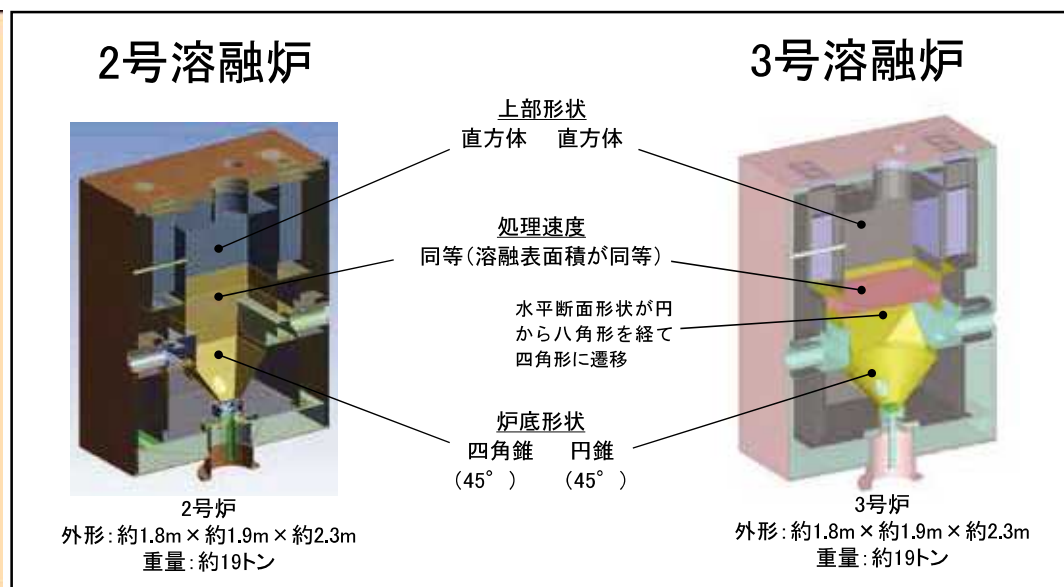 2号溶融炉
3号溶融炉
上部形状
直方体 直方体
処理速度
同等(溶融表面積が同等)
水平断面形状が円
から八角形を経て
四角形に遷移
炉底形状
四角錐 円錐
(45°) (45°)
2号炉
外形:約1.8m×約1.9m×約2.3m
重量:約19トン
3号炉
外形:約1.8m×約1.9m×約2.3m
重量:約19トン